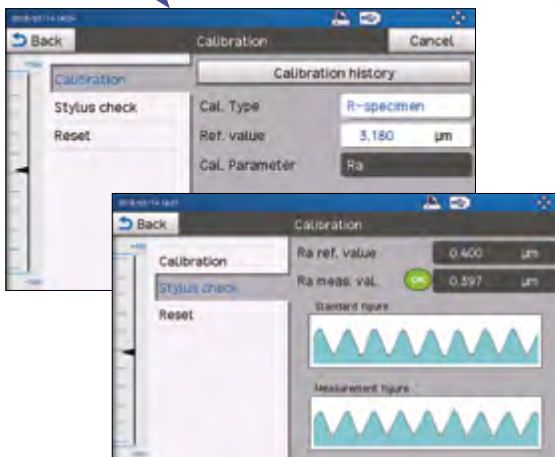 Back Calibration Cancel
Calibration Calibration history
Stylus check Cal. Type R-specimen
Reset Ref. value 3.180 μm
Cal. Parameter Ra
Back Calibration
Calibration Ra ref. value 0.400 μm
Stylus check Ra meas. val. OK 0.397 μm
Reset Standard figure
Measurement figure